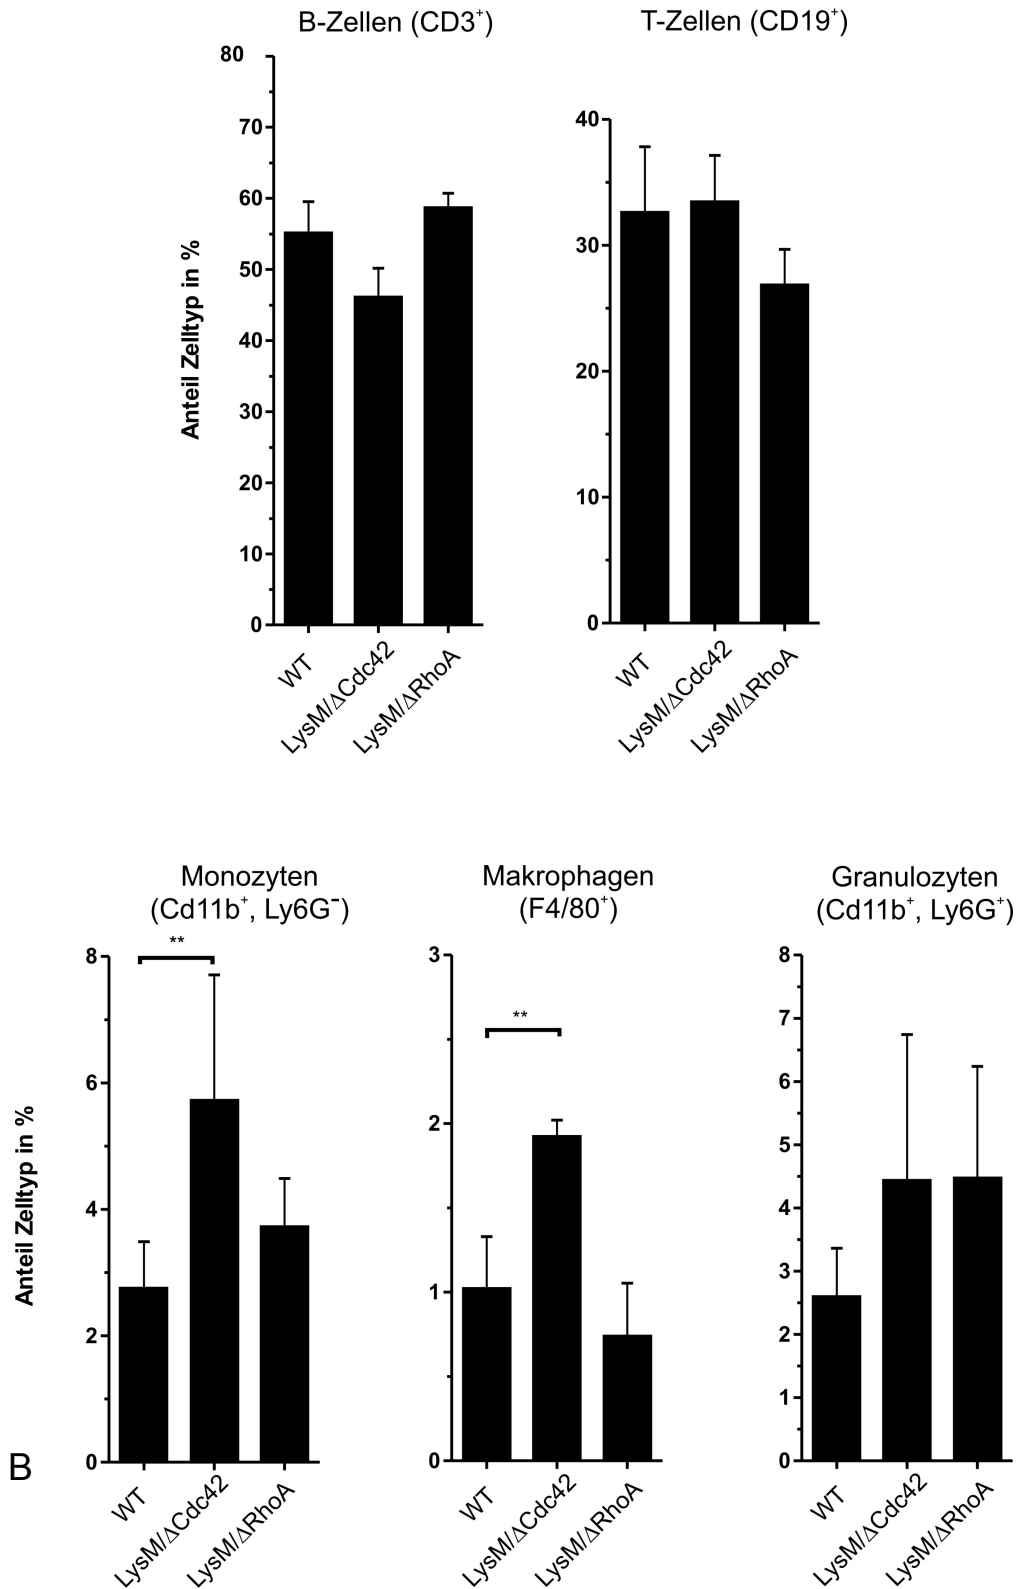 B-Zellen (CD3⁺)
T-Zellen (CD19⁺)
Anteil Zelltyp in %
80
70
60
50
40
30
20
10
0
WT
LysM/ΔCdc42
LysM/ΔRhoA
40
30
20
10
0
WT
LysM/ΔCdc42
LysM/ΔRhoA
Monozyten
(Cd11b⁺, Ly6G⁻)
Anteil Zelltyp in %
**
8
6
4
2
0
WT
LysM/ΔCdc42
LysM/ΔRhoA
Makrophagen
(F4/80⁺)
**
3
2
1
0
WT
LysM/ΔCdc42
LysM/ΔRhoA
Granulozyten
(Cd11b⁺, Ly6G⁺)
8
7
6
5
4
3
2
1
0
WT
LysM/ΔCdc42
LysM/ΔRhoA
B